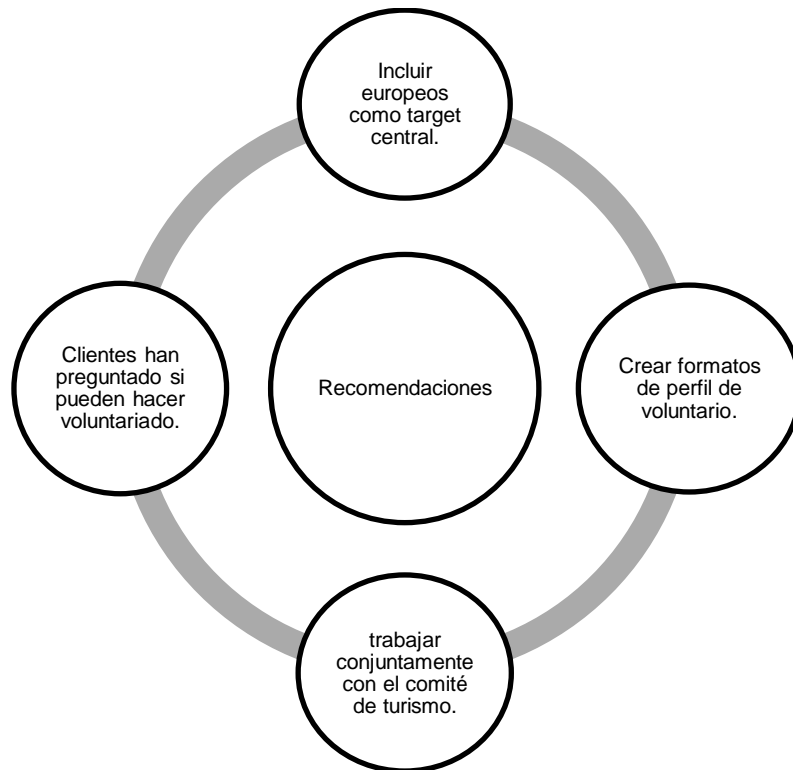 Incluir
europeos
como target
central.
Clientes han
preguntado si
pueden hacer
voluntariado.
Recomendaciones
Crear formatos
de perfil de
voluntario.
trabajar
conjuntamente
con el comité
de turismo.